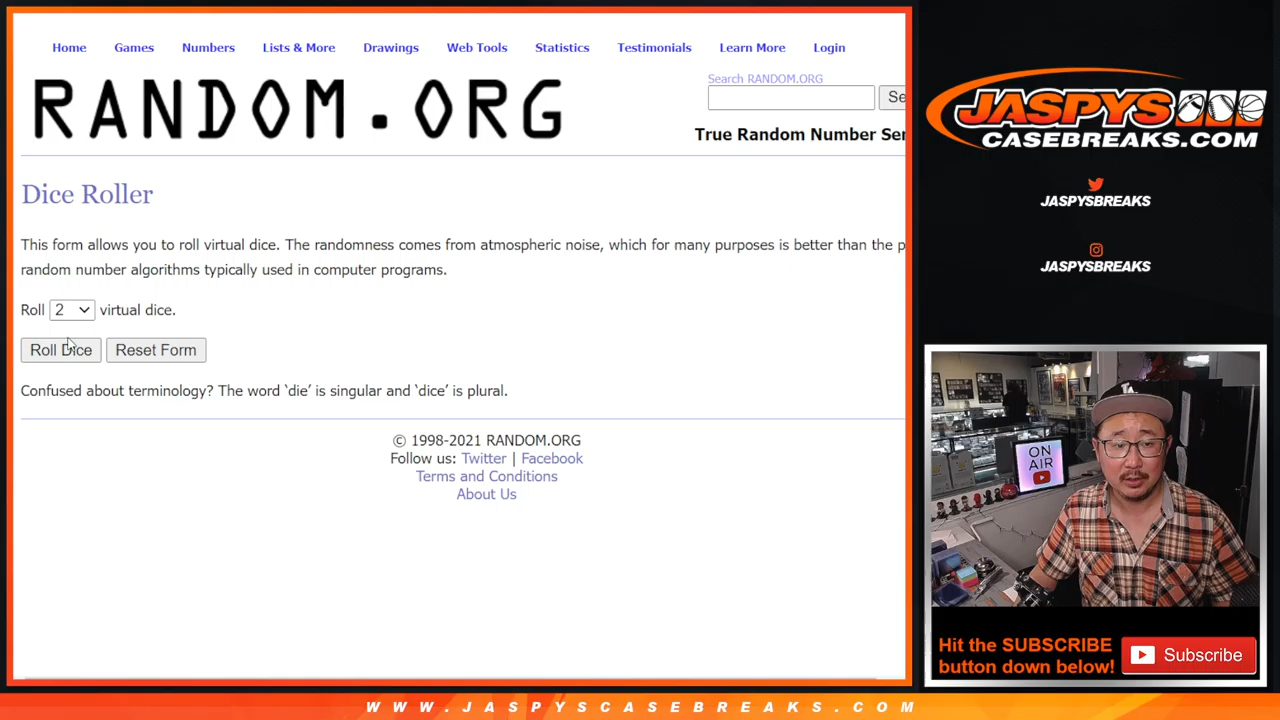 Home Games Numbers Lists & More Drawings Web Tools Statistics Testimonials Learn More Login
RANDOM.ORG
Search RANDOM.ORG
Se
True Random Number Ser
Dice Roller
This form allows you to roll virtual dice. The randomness comes from atmospheric noise, which for many purposes is better than the p
random number algorithms typically used in computer programs.
Roll 2 virtual dice.
Roll Dice Reset Form
Confused about terminology? The word ‘die’ is singular and ‘dice’ is plural.
© 1998-2021 RANDOM.ORG
Follow us: Twitter | Facebook
Terms and Conditions
About Us
JASPYS
CASEBREAKS.COM
JASPYSBREAKS
JASPYSBREAKS
ON
AIR
Hit the SUBSCRIBE
button down below!
Subscribe
WWW.JASPYSCASEBREAKS.COM